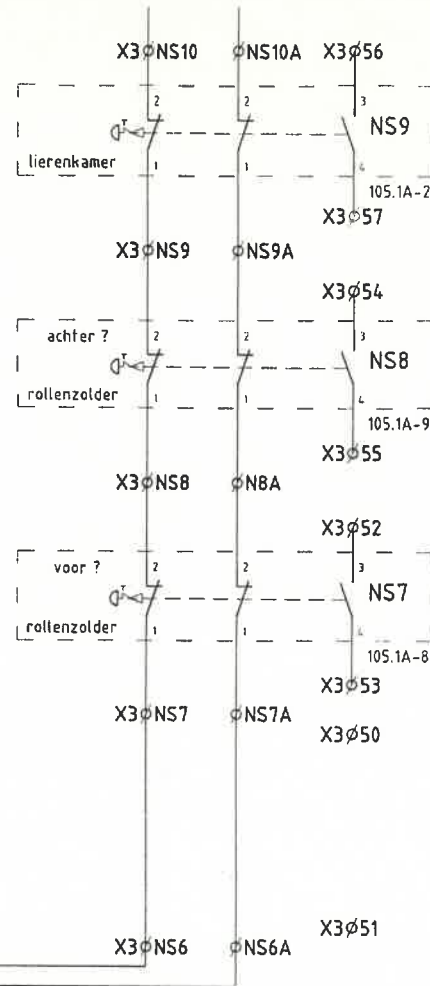 X3 NS10 NS10A X3 56
2 2 3
NS9
lierenkamer 1 1 4
105.1A-2
X3 57
X3 NS9 NS9A
X3 54
achter ? 2 2 3
NS8
rollenzolder 1 1 4
105.1A-9
X3 55
X3 NS8 N8A
X3 52
voor ? 2 2 3
NS7
rollenzolder 1 1 4
105.1A-8
X3 53
X3 NS7 NS7A
X3 50
X3 51
X3 NS6 NS6A